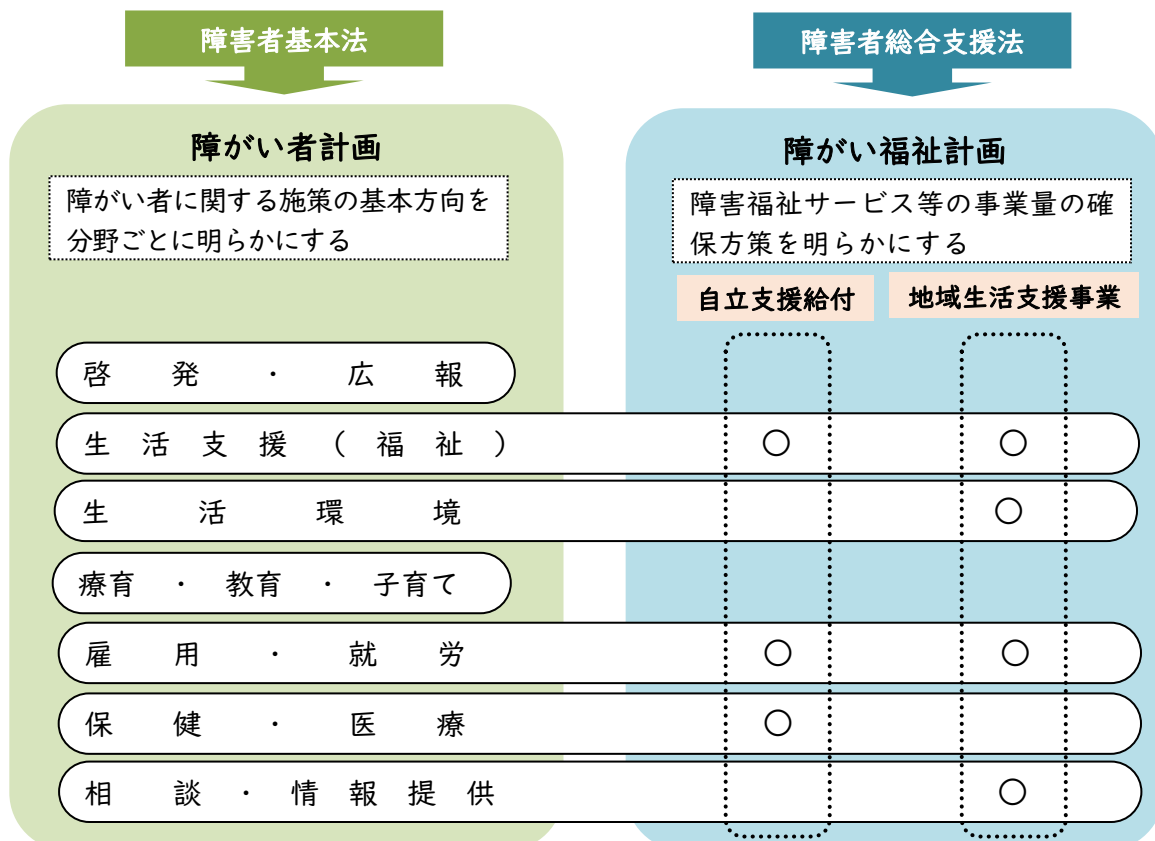 障害者基本法
障害者総合支援法
障がい者計画
障がい者に関する施策の基本方向を
分野ごとに明らかにする
障がい福祉計画
障害福祉サービス等の事業量の確
保方策を明らかにする
自立支援給付
地域生活支援事業
啓発・広報
生活支援(福祉) ○ ○
生活環境 ○
療育・教育・子育て
雇用・就労 ○ ○
保健・医療 ○
相談・情報提供 ○